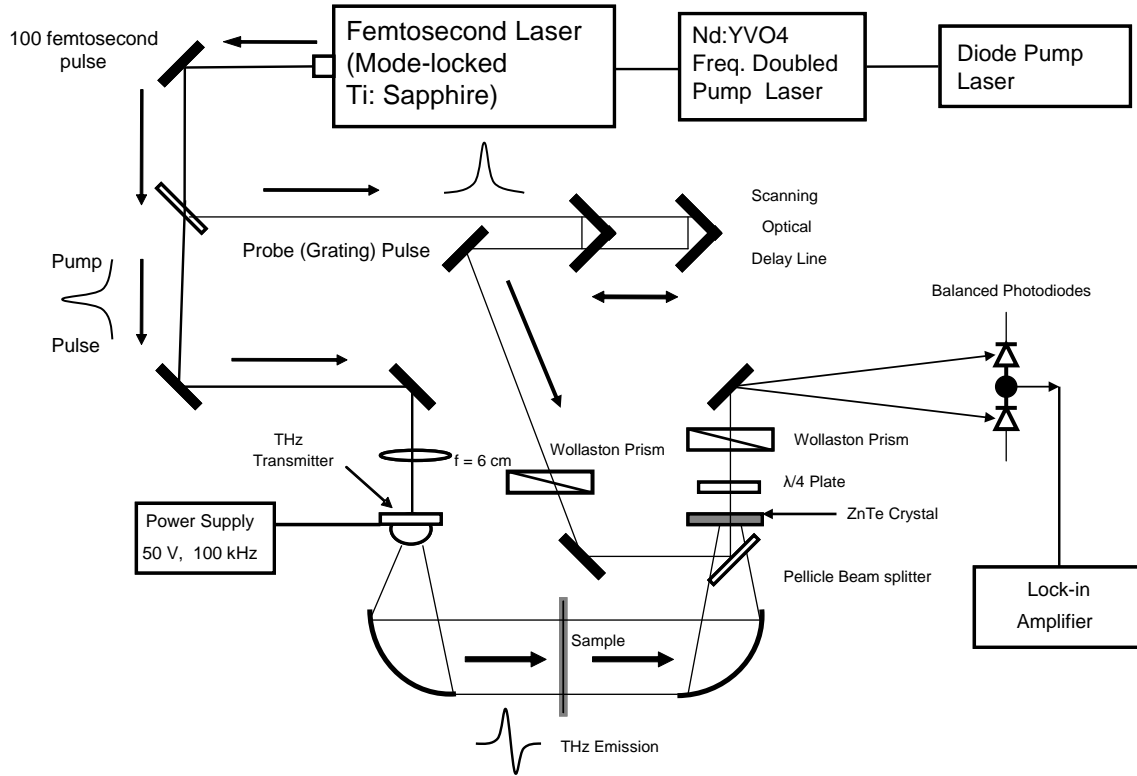 100 femtosecond
pulse
Femtosecond Laser
(Mode-locked
Ti: Sapphire)
Nd:YVO4
Freq. Doubled
Pump Laser
Diode Pump
Laser
Scanning
Optical
Delay Line
Probe (Grating) Pulse
Pump
Pulse
Balanced Photodiodes
THz
Transmitter
f = 6 cm
Wollaston Prism
Wollaston Prism
λ/4 Plate
ZnTe Crystal
Power Supply
50 V, 100 kHz
Pellicle Beam splitter
Lock-in
Amplifier
Sample
THz Emission